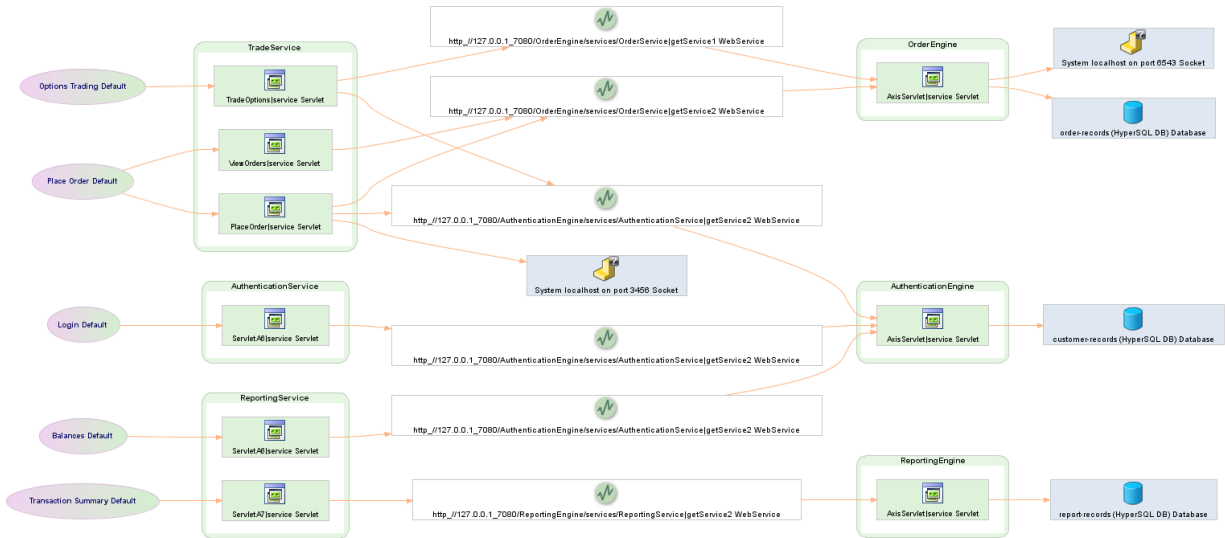 TradeService
http_//127.0.0.1_7080/OrderEngine/services/OrderService|getService1 WebService
OrderEngine
System localhost on port 6543 Socket
Options Trading Default
TradeOptions|service Servlet
http_//127.0.0.1_7080/OrderEngine/services/OrderService|getService2 WebService
AxisServlet|service Servlet
order-records (HyperSQL DB) Database
ViewOrders|service Servlet
Place Order Default
PlaceOrder|service Servlet
http_//127.0.0.1_7080/AuthenticationEngine/services/AuthenticationService|getService2 WebService
System localhost on port 3456 Socket
AuthenticationService
AuthenticationEngine
Login Default
ServletA6|service Servlet
AxisServlet|service Servlet
customer-records (HyperSQL DB) Database
http_//127.0.0.1_7080/AuthenticationEngine/services/AuthenticationService|getService2 WebService
ReportingService
Balances Default
ServletA6|service Servlet
http_//127.0.0.1_7080/AuthenticationEngine/services/AuthenticationService|getService2 WebService
ReportingEngine
Transaction Summary Default
ServletA7|service Servlet
http_//127.0.0.1_7080/ReportingEngine/services/ReportingService|getService2 WebService
AxisServlet|service Servlet
report-records (HyperSQL DB) Database